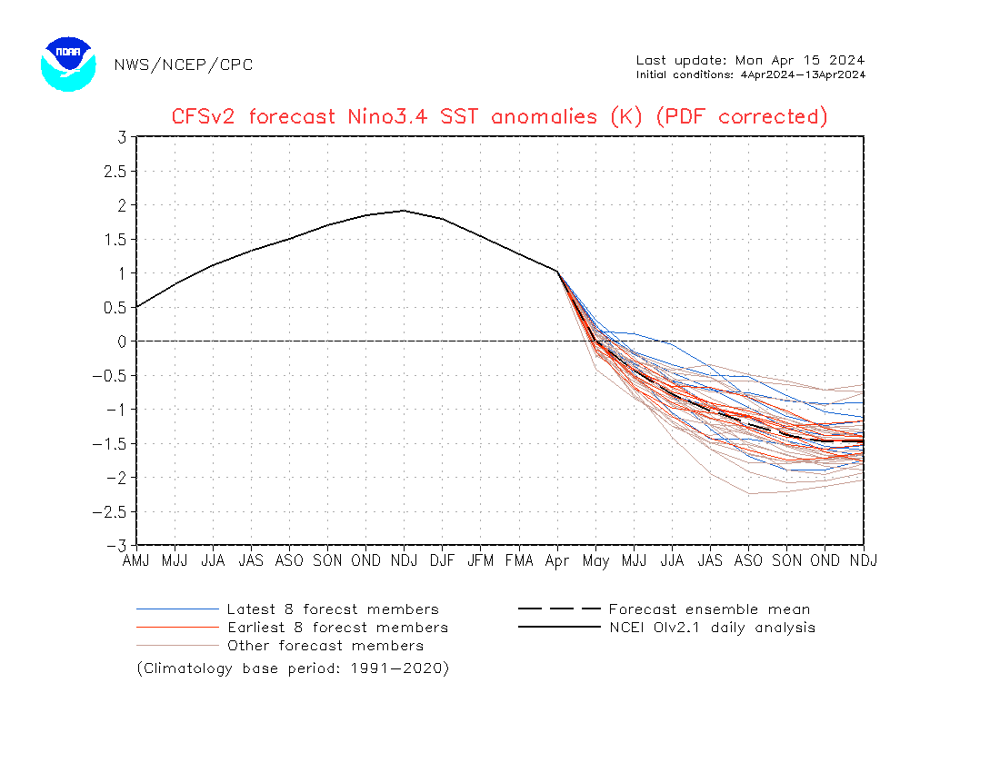 NOAA
NWS/NCEP/CPC
Last update: Mon Apr 15 2024
Initial conditions: 4Apr2024−13Apr2024
CFSv2 forecast Nino3.4 SST anomalies (K) (PDF corrected)
3
2.5
2
1.5
1
0.5
0
−0.5
−1
−1.5
−2
−2.5
−3
AMJ MJJ JJA JAS ASO SON OND NDJ DJF JFM FMA Apr May MJJ JJA JAS ASO SON OND NDJ
Latest 8 forecst members
Earliest 8 forecst members
Other forecast members
(Climatology base period: 1991−2020)
Forecast ensemble mean
NCEI OIv2.1 daily analysis